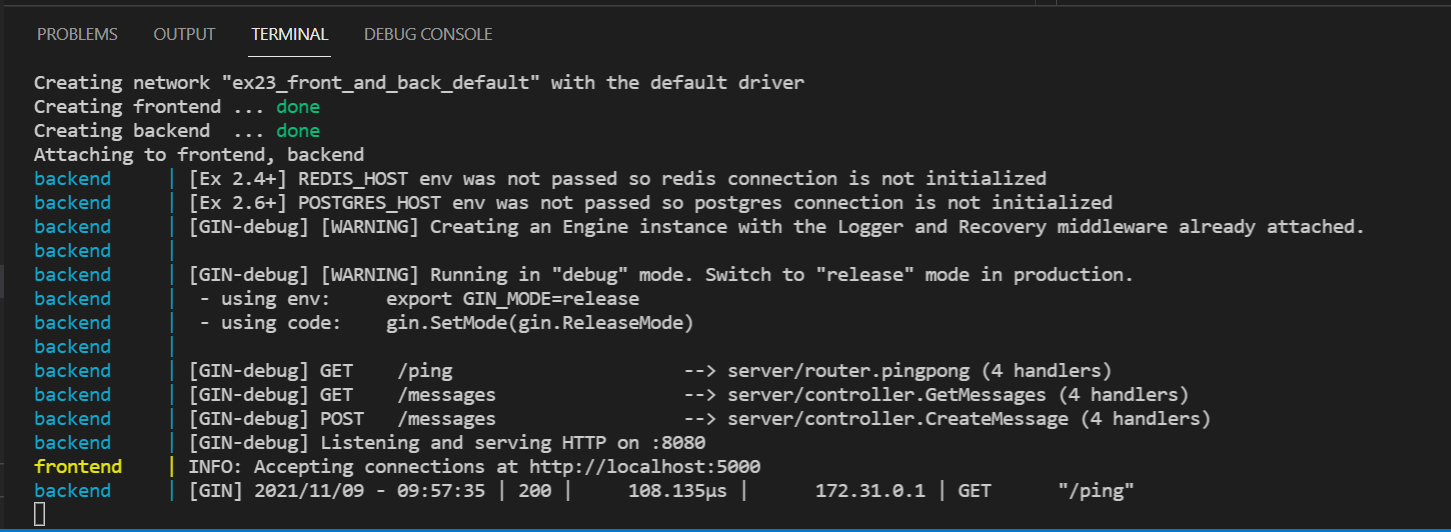 PROBLEMS OUTPUT TERMINAL DEBUG CONSOLE
Creating network "ex23_front_and_back_default" with the default driver
Creating frontend ... done
Creating backend  ... done
Attaching to frontend, backend
backend     | [Ex 2.4+] REDIS_HOST env was not passed so redis connection is not initialized
backend     | [Ex 2.6+] POSTGRES_HOST env was not passed so postgres connection is not initialized
backend     | [GIN-debug] [WARNING] Creating an Engine instance with the Logger and Recovery middleware already attached.
backend     |
backend     | [GIN-debug] [WARNING] Running in "debug" mode. Switch to "release" mode in production.
backend     |  - using env:     export GIN_MODE=release
backend     |  - using code:    gin.SetMode(gin.ReleaseMode)
backend     |
backend     | [GIN-debug] GET    /ping                     --> server/router.pingpong (4 handlers)
backend     | [GIN-debug] GET    /messages                 --> server/controller.GetMessages (4 handlers)
backend     | [GIN-debug] POST   /messages                 --> server/controller.CreateMessage (4 handlers)
backend     | [GIN-debug] Listening and serving HTTP on :8080
frontend    | INFO: Accepting connections at http://localhost:5000
backend     | [GIN] 2021/11/09 - 09:57:35 | 200 |     108.135µs |      172.31.0.1 | GET      "/ping"